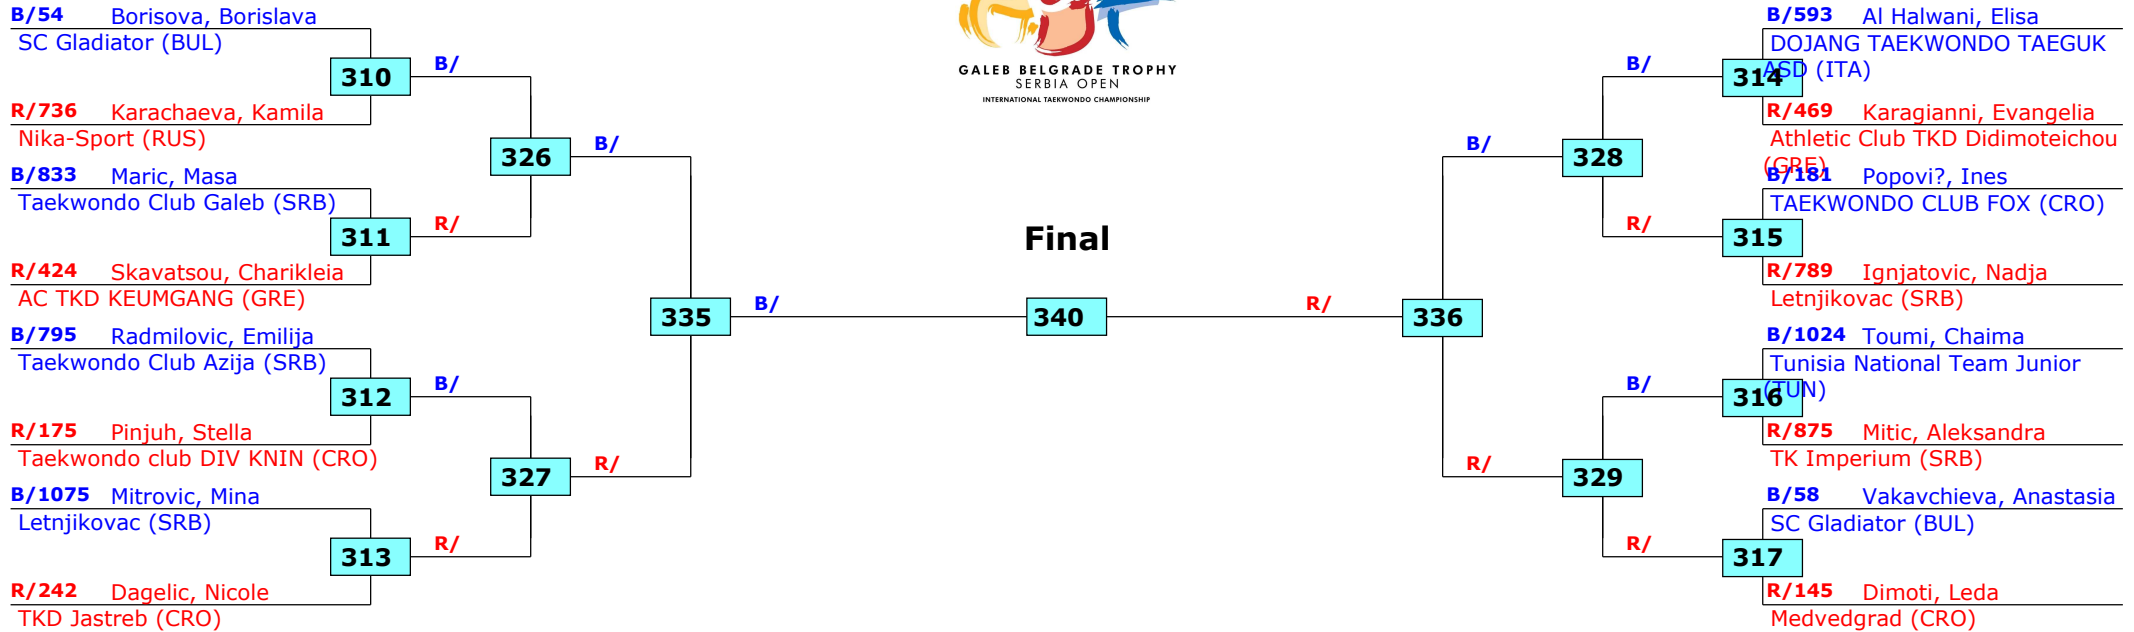 B/54 Borisova, Borislava
SC Gladiator (BUL)
310
B/
R/736 Karachaeva, Kamila
Nika-Sport (RUS)
326
B/
B/833 Maric, Masa
Taekwondo Club Galeb (SRB)
311
R/
R/424 Skavatsou, Charikleia
AC TKD KEUMGANG (GRE)
335
B/
B/795 Radmilovic, Emilija
Taekwondo Club Azija (SRB)
312
B/
R/175 Pinjuh, Stella
Taekwondo club DIV KNIN (CRO)
327
R/
B/1075 Mitrovic, Mina
Letnjikovac (SRB)
313
R/
R/242 Dagelic, Nicole
TKD Jastreb (CRO)
GALEB BELGRADE TROPHY
SERBIA OPEN
INTERNATIONAL TAEKWONDO CHAMPIONSHIP
Final
340
R/
336
B/593 Al Halwani, Elisa
DOJANG TAEKWONDO TAEGUK
ASD (ITA)
314
B/
R/469 Karagianni, Evangelia
Athletic Club TKD Didimoteichou
(GRE)
328
B/
B/181 Popovi?, Ines
TAEKWONDO CLUB FOX (CRO)
315
R/
R/789 Ignjatovic, Nadja
Letnjikovac (SRB)
B/1024 Toumi, Chaima
Tunisia National Team Junior
(TUN)
316
B/
R/875 Mitic, Aleksandra
TK Imperium (SRB)
329
R/
B/58 Vakavchieva, Anastasia
SC Gladiator (BUL)
317
R/
R/145 Dimoti, Leda
Medvedgrad (CRO)